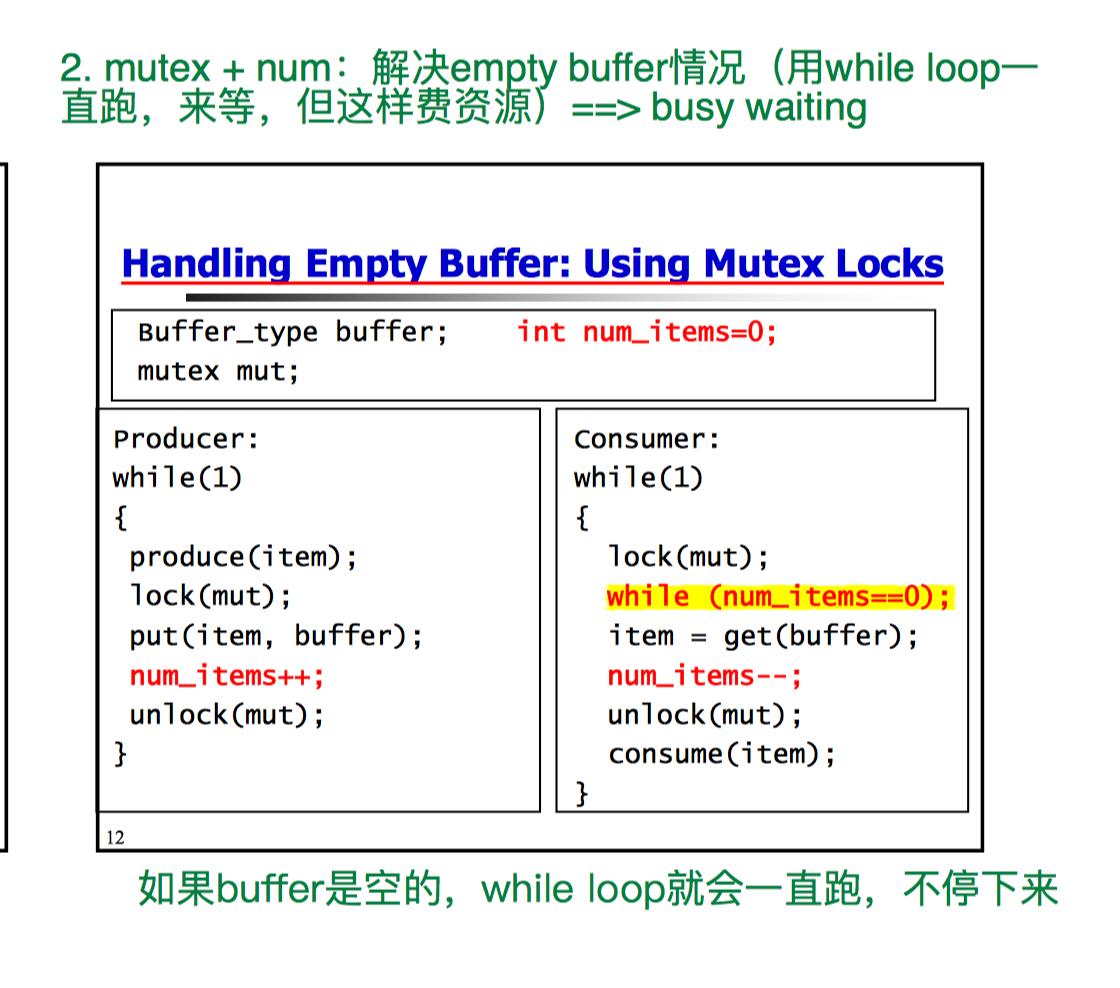 2. mutex + num：解决empty buffer情况（用while loop一
直跑，来等，但这样费资源）==> busy waiting
Handling Empty Buffer: Using Mutex Locks
Buffer_type buffer; int num_items=0;
mutex mut;
Producer:
while(1)
{
produce(item);
lock(mut);
put(item, buffer);
num_items++;
unlock(mut);
}
Consumer:
while(1)
{
lock(mut);
while (num_items==0);
item = get(buffer);
num_items--;
unlock(mut);
consume(item);
}
12
如果buffer是空的，while loop就会一直跑，不停下来